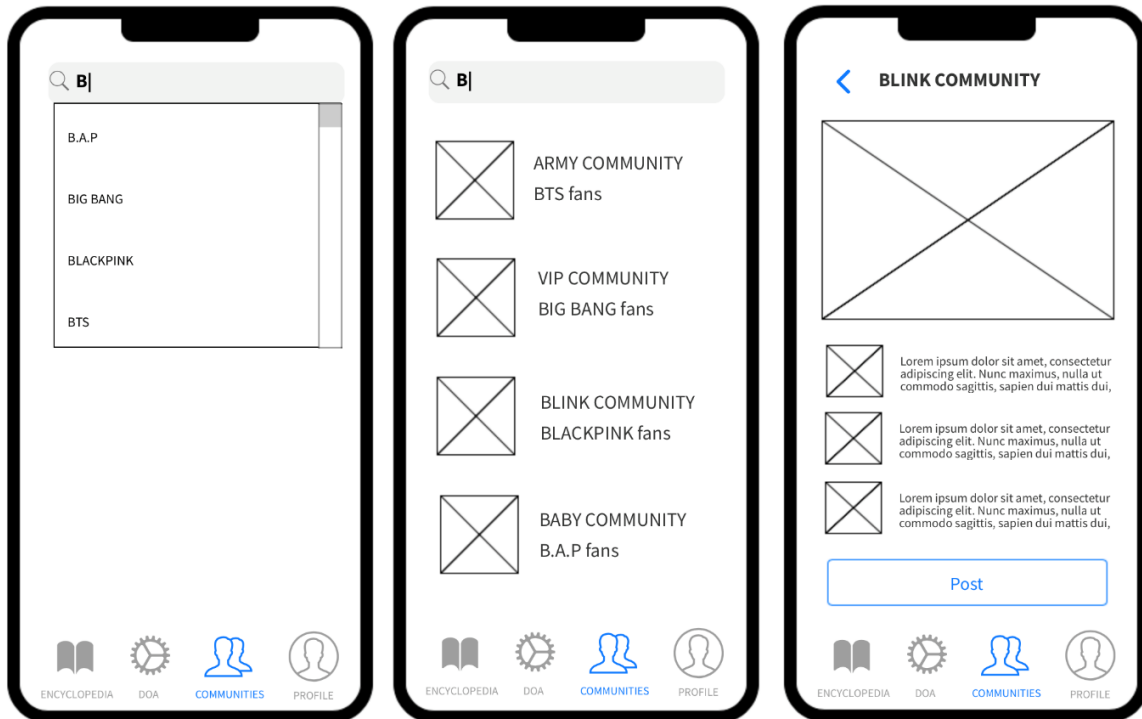 B
B.A.P
BIG BANG
BLACKPINK
BTS
ENCYCLOPEDIA
DOA
COMMUNITIES
PROFILE
B
ARMY COMMUNITY
BTS fans
VIP COMMUNITY
BIG BANG fans
BLINK COMMUNITY
BLACKPINK fans
BABY COMMUNITY
B.A.P fans
ENCYCLOPEDIA
DOA
COMMUNITIES
PROFILE
BLINK COMMUNITY
Lorem ipsum dolor sit amet, consectetur
adipiscing elit. Nunc maximus, nulla ut
commodo sagittis, sapien dui mattis dui,
Lorem ipsum dolor sit amet, consectetur
adipiscing elit. Nunc maximus, nulla ut
commodo sagittis, sapien dui mattis dui,
Lorem ipsum dolor sit amet, consectetur
adipiscing elit. Nunc maximus, nulla ut
commodo sagittis, sapien dui mattis dui,
Post
ENCYCLOPEDIA
DOA
COMMUNITIES
PROFILE